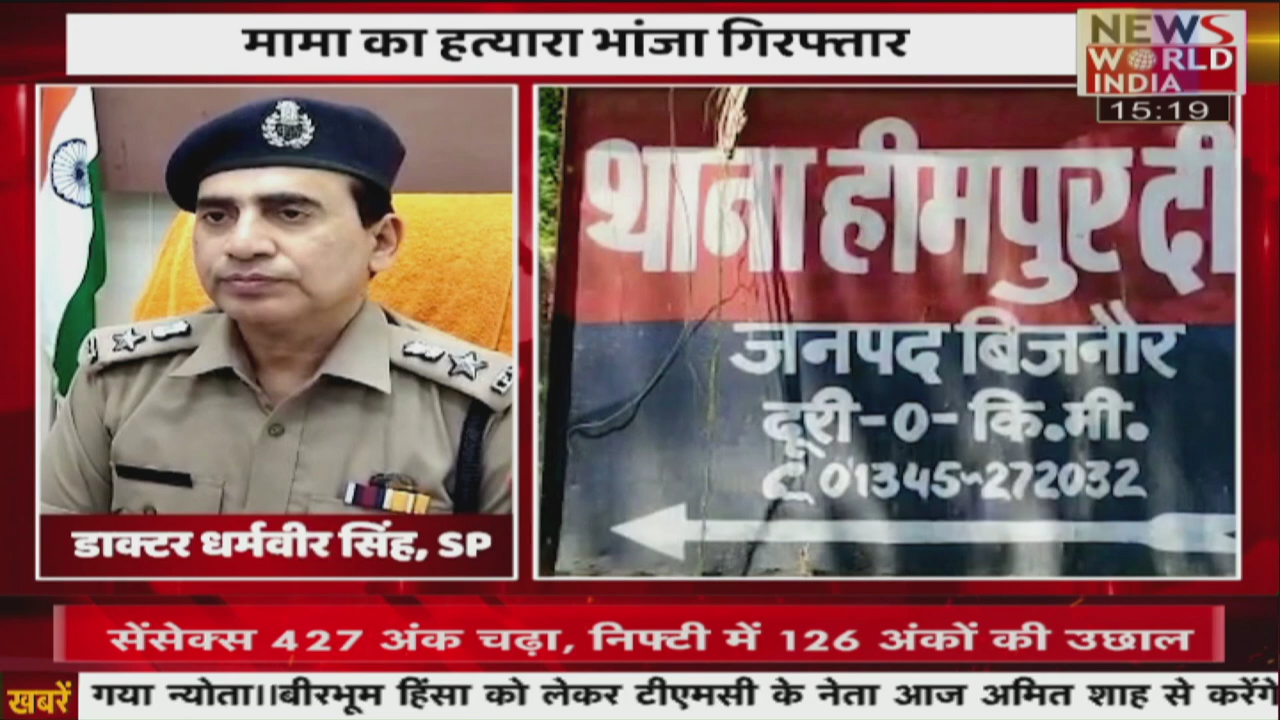 मामा का हत्यारा भांजा गिरफ्तार
NEWS
WORLD
INDIA
15:19
थाना हीमपुर दी
जनपद बिजनौर
दूरी-0-कि.मी.
01345-272032
डाक्टर धर्मवीर सिंह, SP
सेंसेक्स 427 अंक चढ़ा, निफ्टी में 126 अंकों की उछाल
खबरें
गया न्योता।।बीरभूम हिंसा को लेकर टीएमसी के नेता आज अमित शाह से करेंगे